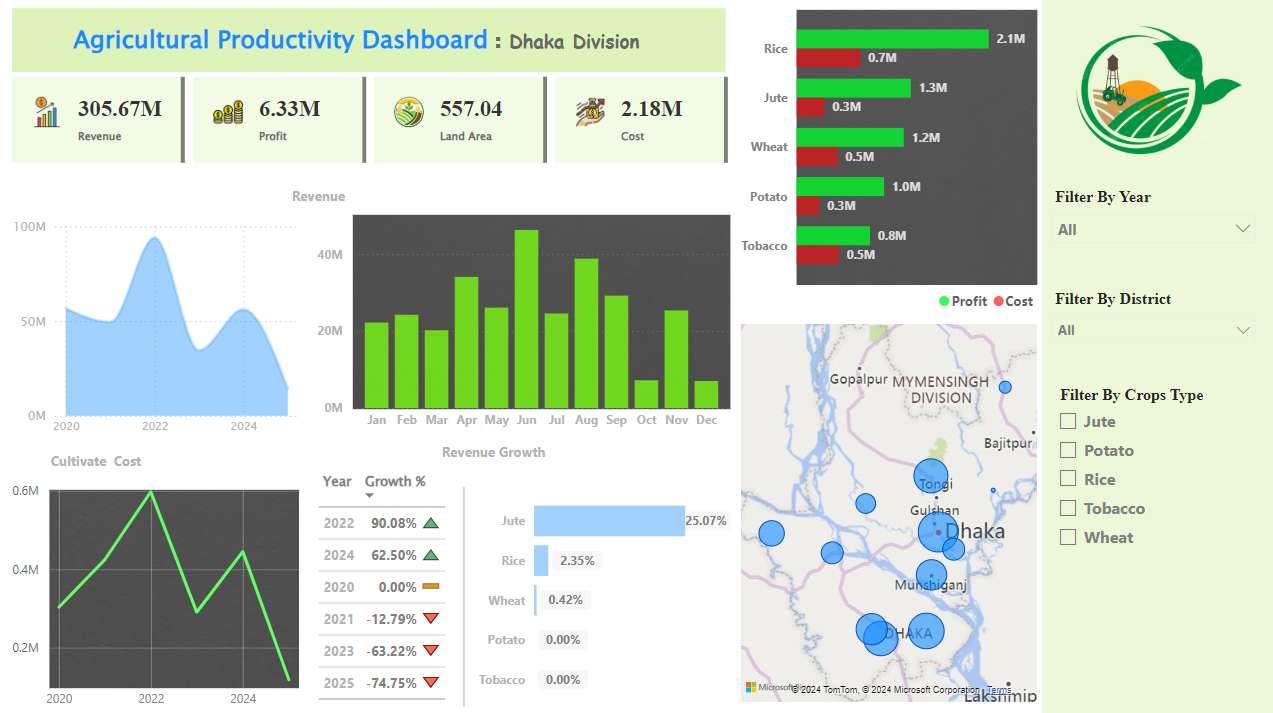 Agricultural Productivity Dashboard : Dhaka Division
305.67M
Revenue
6.33M
Profit
557.04
Land Area
2.18M
Cost
Revenue
100M
50M
0M
2020
2022
2024
40M
20M
0M
Jan Feb Mar Apr May Jun Jul Aug Sep Oct Nov Dec
Cultivate Cost
0.6M
0.4M
0.2M
2020
2022
2024
Revenue Growth
Year Growth %
2022 90.08%
2024 62.50%
2020 0.00%
2021 -12.79%
2023 -63.22%
2025 -74.75%
Jute 25.07%
Rice 2.35%
Wheat 0.42%
Potato 0.00%
Tobacco 0.00%
Rice 2.1M
0.7M
Jute 1.3M
0.3M
Wheat 1.2M
0.5M
Potato 1.0M
0.3M
Tobacco 0.8M
0.5M
Profit Cost
Gopalpur
MYMENSINGH
DIVISION
Bajitpur
Tongi
Gulshan
Dhaka
Munshiganj
DHAKA
Lakshmip
Microsoft
© 2024 TomTom, © 2024 Microsoft Corporation Terms
Filter By Year
All
Filter By District
All
Filter By Crops Type
Jute
Potato
Rice
Tobacco
Wheat